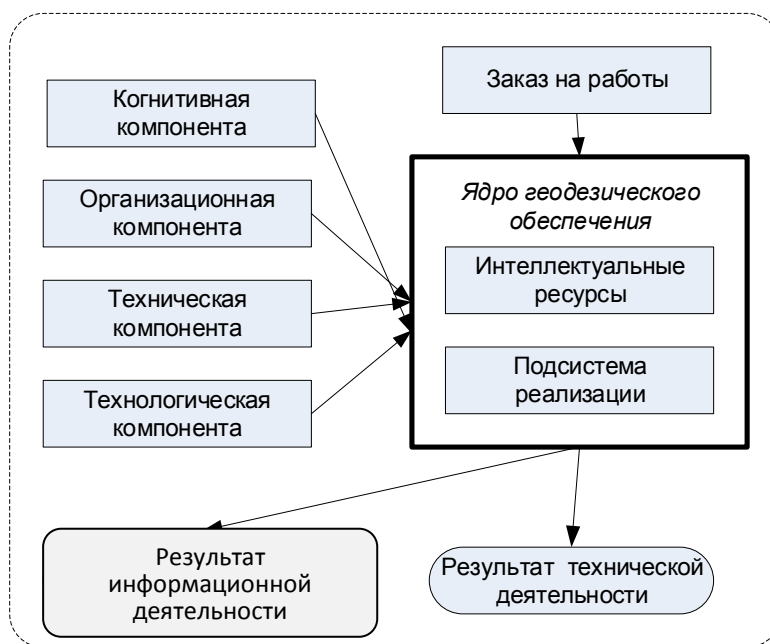 Когнитивная
компонента
Организационная
компонента
Техническая
компонента
Технологическая
компонента
Заказ на работы
Ядро геодезического
обеспечения
Интеллектуальные
ресурсы
Подсистема
реализации
Результат
информационной
деятельности
Результат технической
деятельности